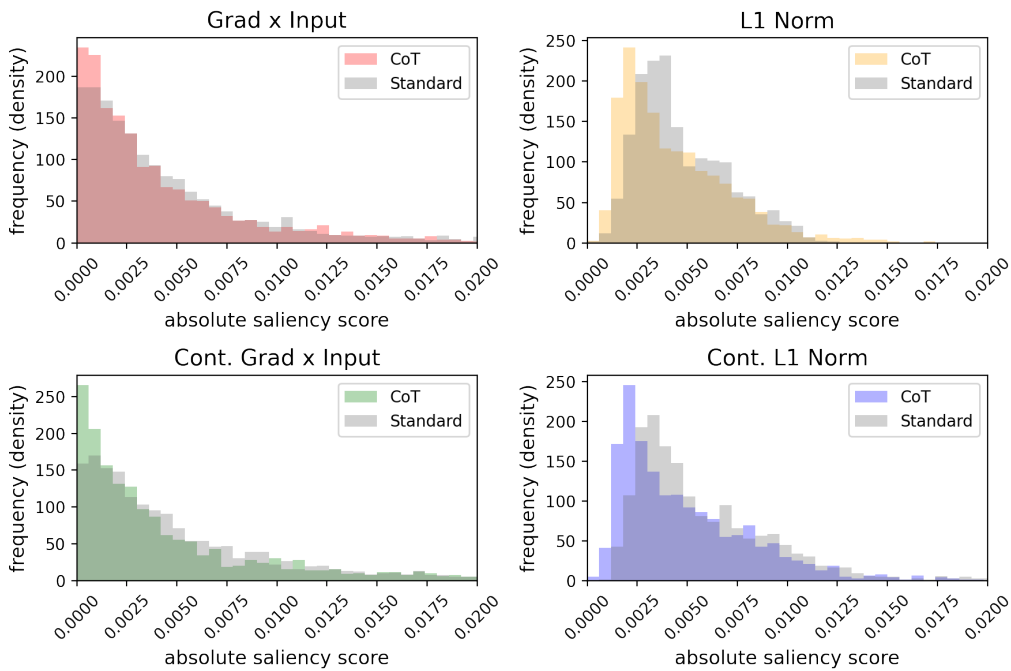 Grad x Input
frequency (density)
200
150
100
50
0
CoT
Standard
0.0000
0.0025
0.0050
0.0075
0.0100
0.0125
0.0150
0.0175
0.0200
absolute saliency score
L1 Norm
frequency (density)
250
200
150
100
50
0
CoT
Standard
0.0000
0.0025
0.0050
0.0075
0.0100
0.0125
0.0150
0.0175
0.0200
absolute saliency score
Cont. Grad x Input
frequency (density)
250
200
150
100
50
0
CoT
Standard
0.0000
0.0025
0.0050
0.0075
0.0100
0.0125
0.0150
0.0175
0.0200
absolute saliency score
Cont. L1 Norm
frequency (density)
250
200
150
100
50
0
CoT
Standard
0.0000
0.0025
0.0050
0.0075
0.0100
0.0125
0.0150
0.0175
0.0200
absolute saliency score